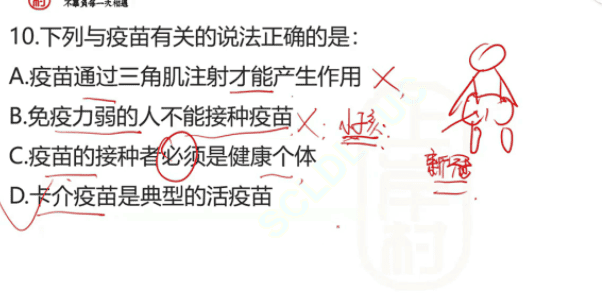 不辜负每一次相遇
10.下列与疫苗有关的说法正确的是：
A.疫苗通过三角肌注射才能产生作用
B.免疫力弱的人不能接种疫苗
小孩
C.疫苗的接种者必须是健康个体
新冠
D.卡介疫苗是典型的活疫苗